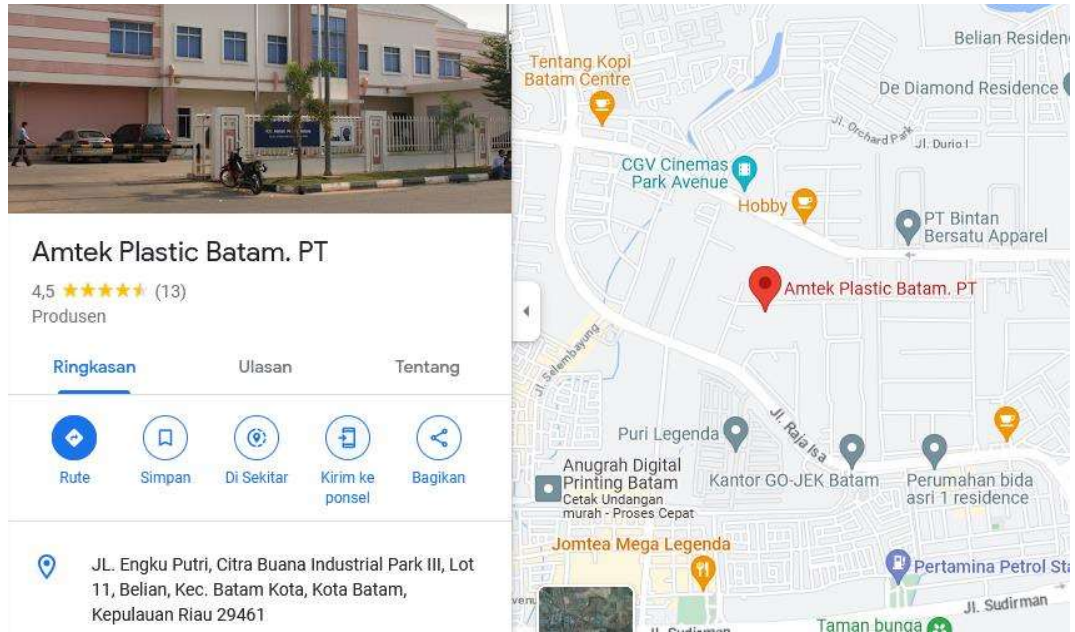 Amtek Plastic Batam. PT
4,5 (13)
Produsen
Ringkasan Ulasan Tentang
Rute
Simpan
Di Sekitar
Kirim ke
ponsel
Bagikan
JL. Engku Putri, Citra Buana Industrial Park III, Lot
11, Belian, Kec. Batam Kota, Kota Batam,
Kepulauan Riau 29461
Belian Residen
Tentang Kopi
Batam Centre
De Diamond Residence
Jl. Orchard Park
Jl. Durio I
CGV Cinemas
Park Avenue
Hobby
PT Bintan
Bersatu Apparel
Amtek Plastic Batam. PT
Jl. Selembayung
Jl. Raja Isa
Puri Legenda
Anugrah Digital
Printing Batam
Cetak Undangan
murah - Proses Cepat
Kantor GO-JEK Batam
Perumahan bida
asri 1 residence
Jomtea Mega Legenda
Pertamina Petrol Sta
Jl. Sudirman
Jl. Sudirman
Taman bunga